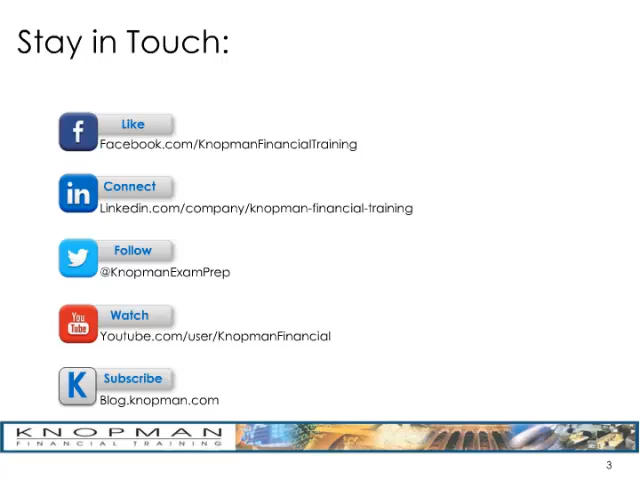 Stay in Touch:
f
Like
Facebook.com/KnopmanFinancialTraining
in
Connect
Linkedin.com/company/knopman-financial-training
Follow
@KnopmanExamPrep
You
Tube
Watch
Youtube.com/user/KnopmanFinancial
K
Subscribe
Blog.knopman.com
KNOPMAN
FINANCIAL TRAINING
3